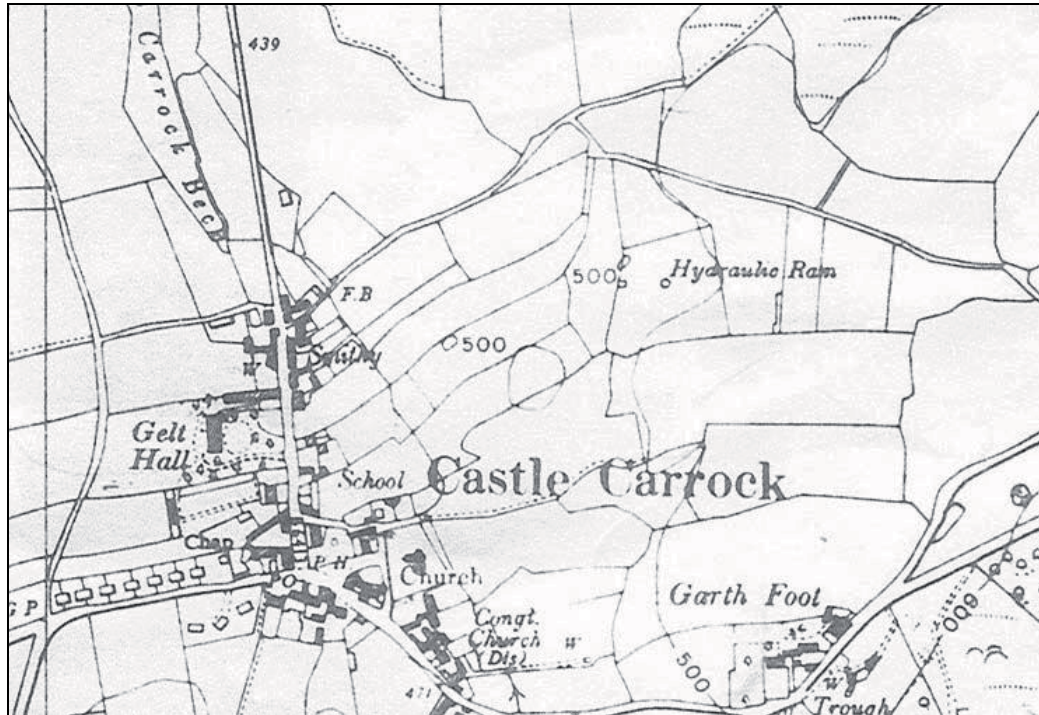 439
Carrock Beck
F.B
500
Hydraulic Ram
500
W
Smithy
Gelt
Hall
School
Castle Carrock
Chap
P.H
Church
G P
Garth Foot
Congl.
Church
(Dis)
W
600
500
471
W
Trough